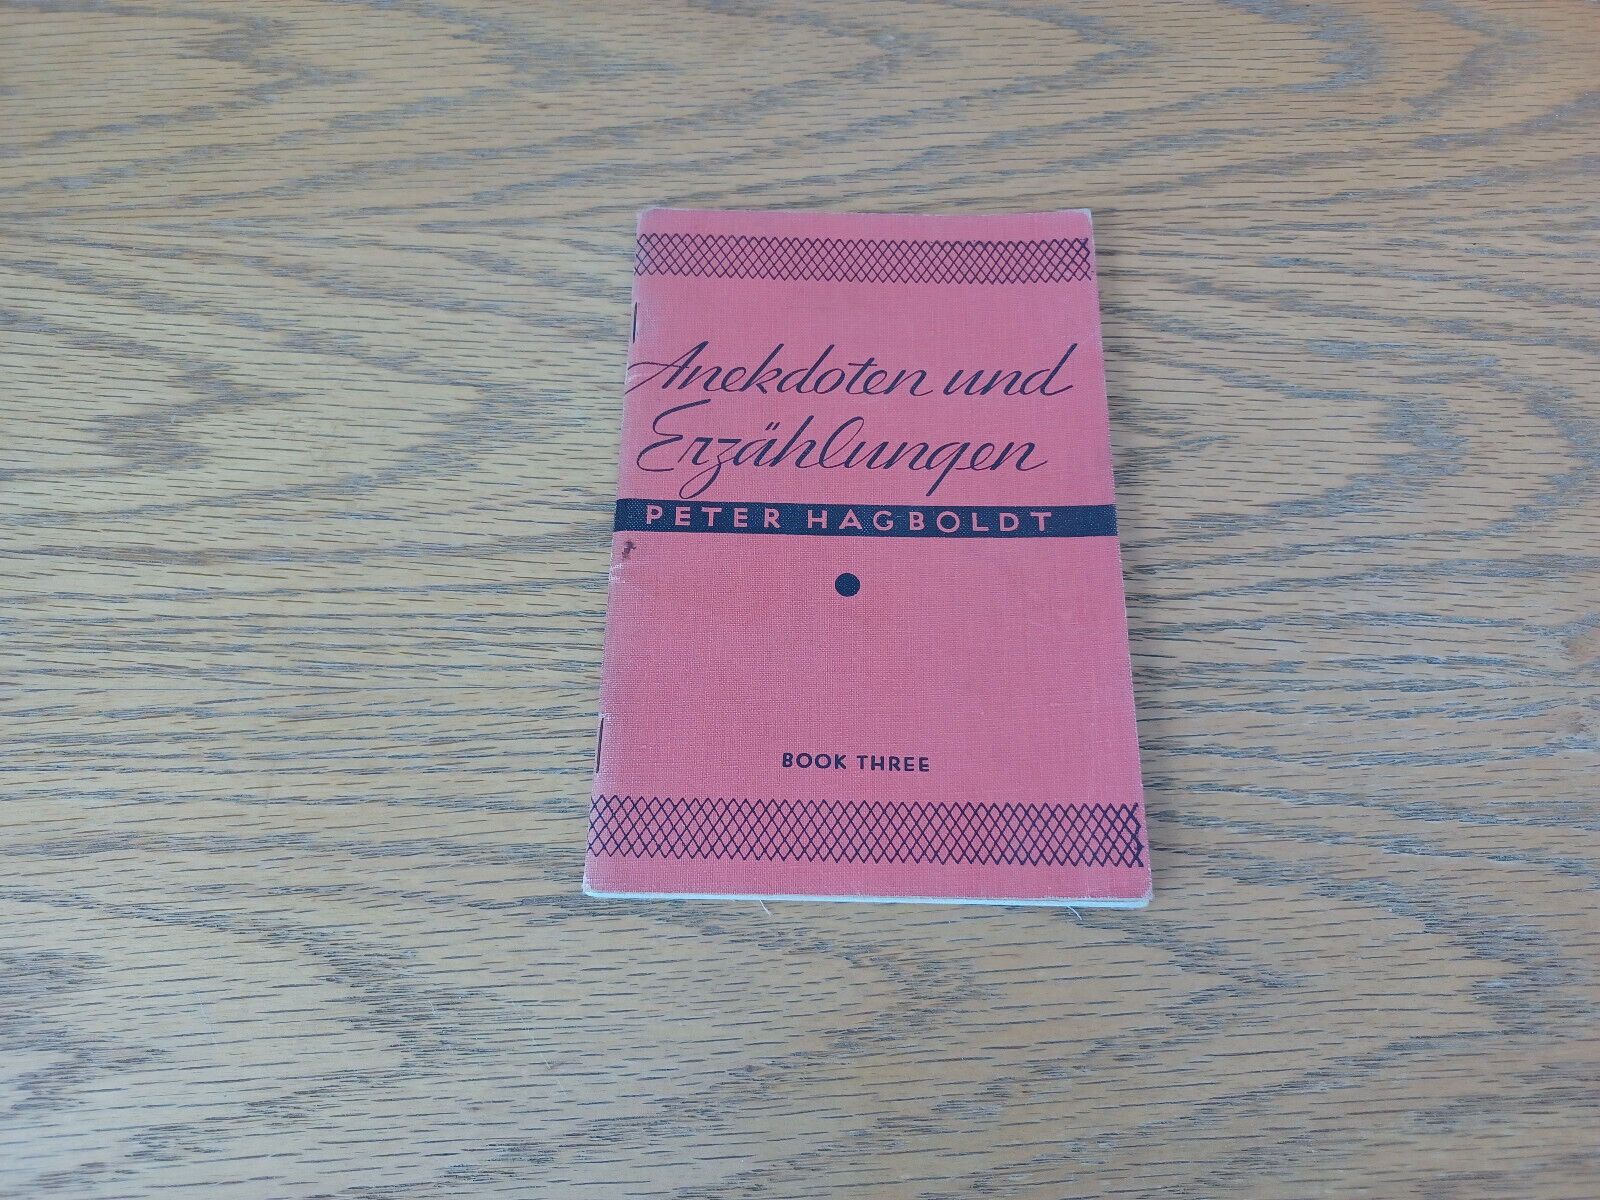 Anekdoten und
Erzählungen
PETER HAGBOLDT
BOOK THREE